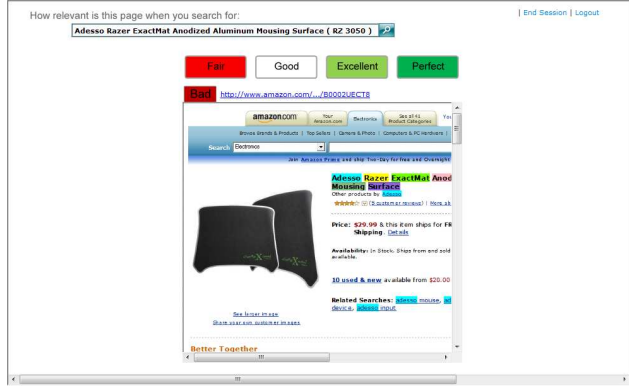 How relevant is this page when you search for:
| End Session | Logout
Adesso Razer ExactMat Anodized Aluminum Mousing Surface ( RZ 3050 )
Fair Good Excellent Perfect
Bad http://www.amazon.com/.../B0002UECT8
amazon.com Your Amazon.com Electronics See all 41 Product Categories You
Browse Brands & Products | Top Sellers | Camera & Photo | Computers & PC Hardware |
Search Electronics
Join Amazon Prime and ship Two-Day for free and Overnight
Adesso Razer ExactMat Anod
Mousing Surface
Other products by Adesso
(5 customer reviews) | More ab
Price: $29.99 & this item ships for FR
Shipping. Details
Availability: In Stock. Ships from and sold
available.
10 used & new available from $20.00
Related Searches: adesso mouse, ad
device, adesso input
See larger image
Share your own customer images
Better Together